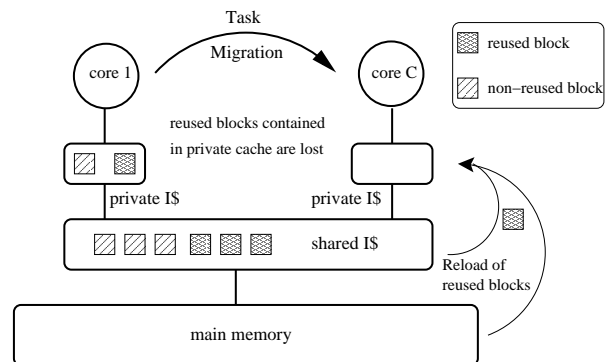 Task
Migration
core 1
core C
reused block
non−reused block
reused blocks contained
in private cache are lost
private I$
private I$
shared I$
Reload of
reused blocks
main memory